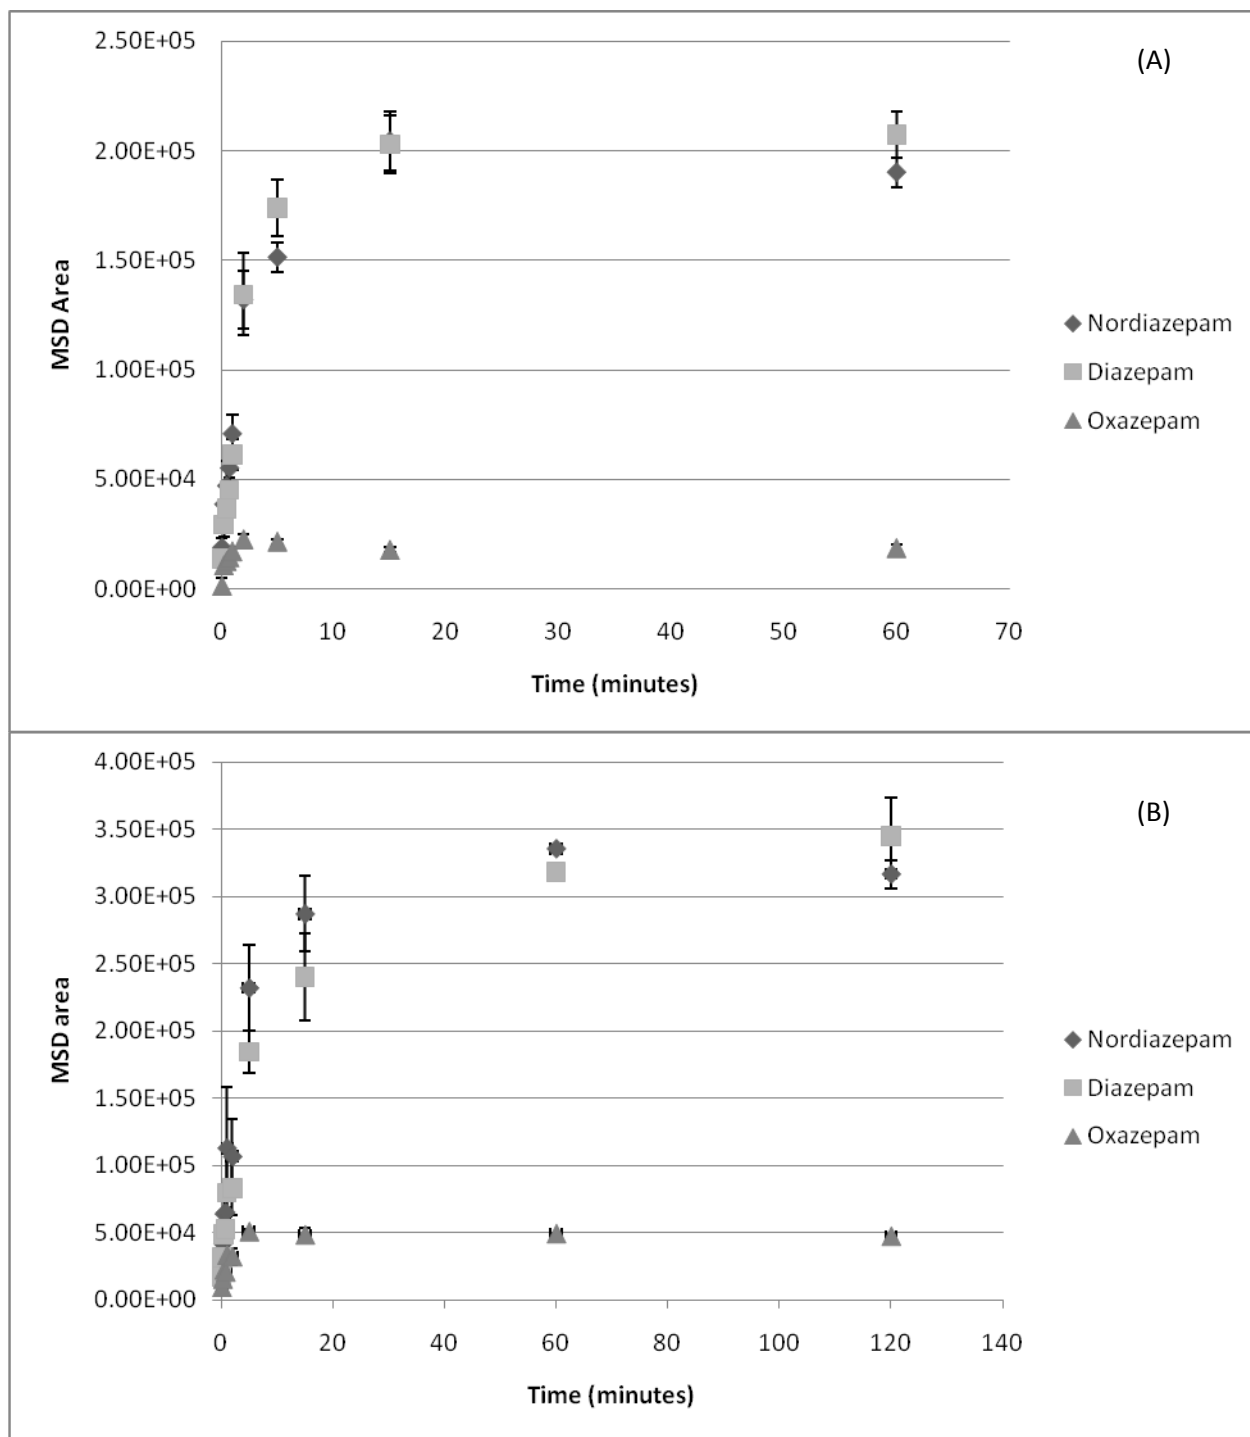 (A)
2.50E+05
2.00E+05
1.50E+05
1.00E+05
5.00E+04
0.00E+00
MSD Area
0 10 20 30 40 50 60 70
Time (minutes)
Nordiazepam
Diazepam
Oxazepam
(B)
4.00E+05
3.50E+05
3.00E+05
2.50E+05
2.00E+05
1.50E+05
1.00E+05
5.00E+04
0.00E+00
MSD area
0 20 40 60 80 100 120 140
Time (minutes)
Nordiazepam
Diazepam
Oxazepam